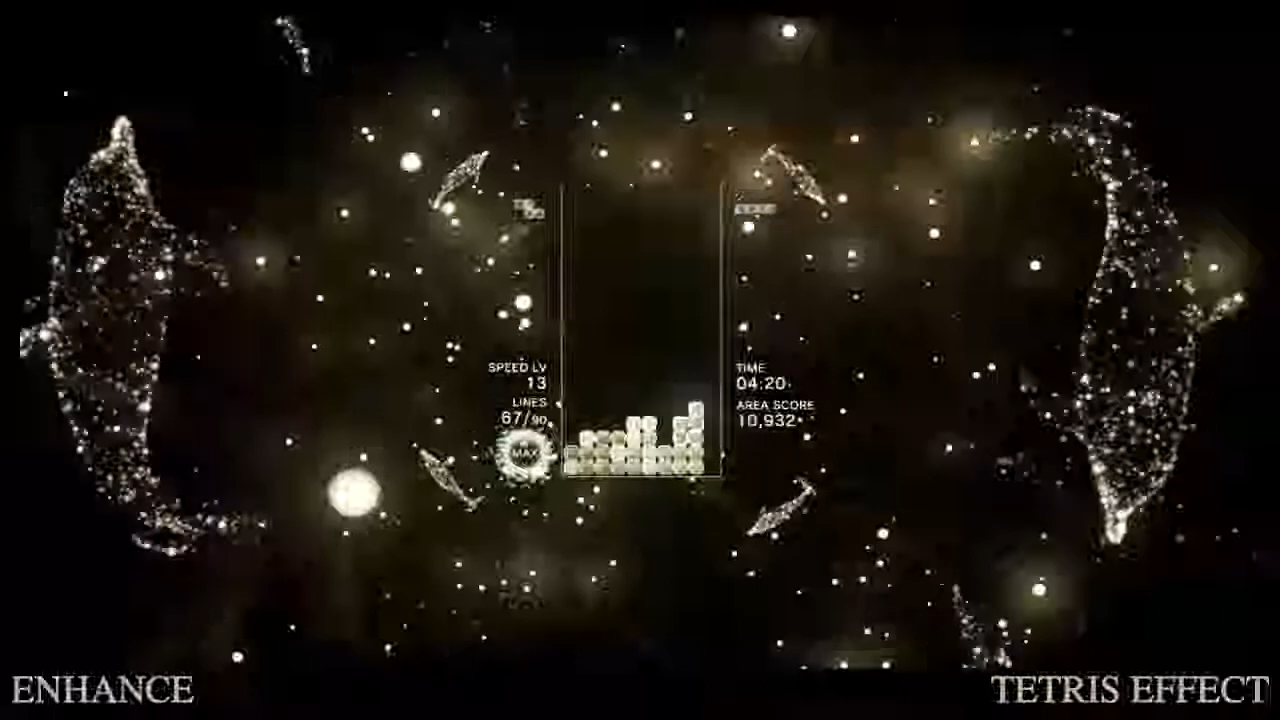 SPEED LV
13
LINES
67/90
MAX
TIME
04:20
AREA SCORE
10,932
ENHANCE
TETRIS EFFECT